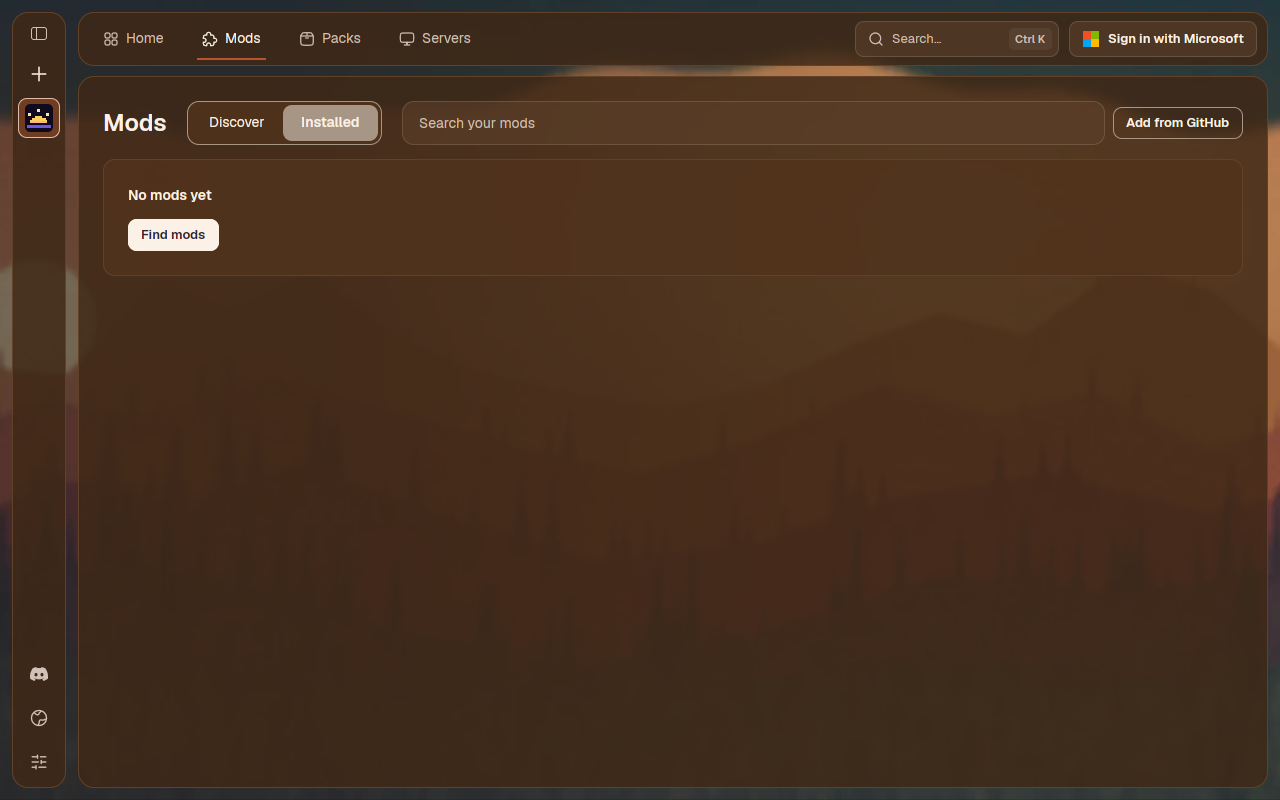 Home
Mods
Packs
Servers
Search...
Ctrl K
Sign in with Microsoft
Mods
Discover
Installed
Search your mods
Add from GitHub
No mods yet
Find mods